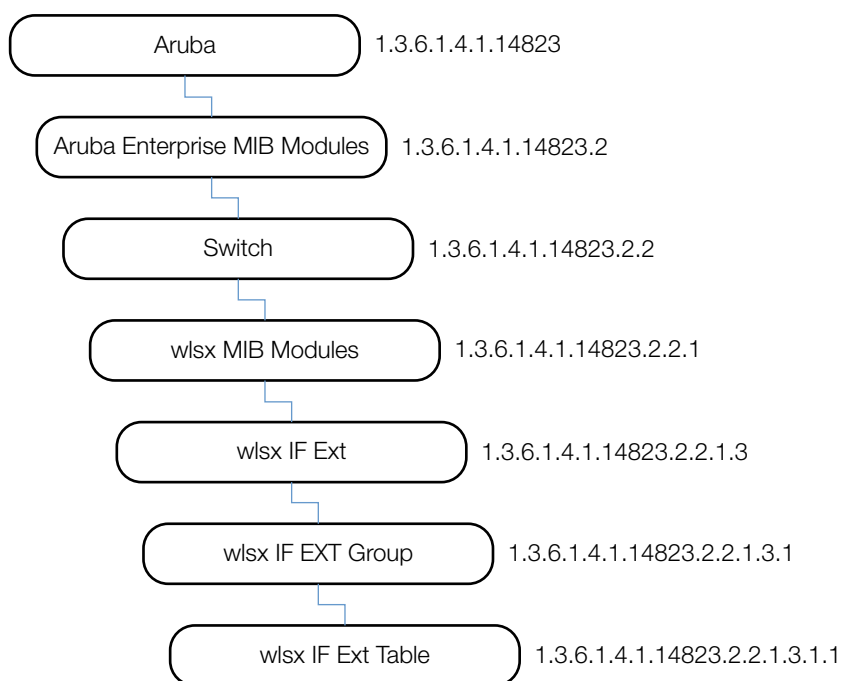 Aruba 1.3.6.1.4.1.14823
Aruba Enterprise MIB Modules 1.3.6.1.4.1.14823.2
Switch 1.3.6.1.4.1.14823.2.2
wlsx MIB Modules 1.3.6.1.4.1.14823.2.2.1
wlsx IF Ext 1.3.6.1.4.1.14823.2.2.1.3
wlsx IF EXT Group 1.3.6.1.4.1.14823.2.2.1.3.1
wlsx IF Ext Table 1.3.6.1.4.1.14823.2.2.1.3.1.1